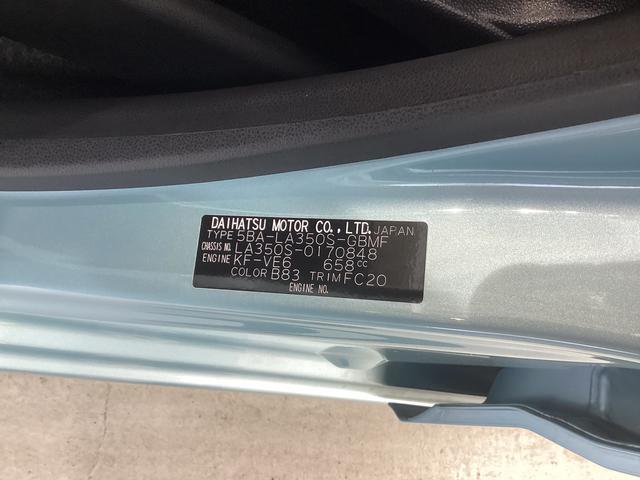 DAIHATSU MOTOR CO.,LTD. JAPAN
TYPE 5BA-LA350S-GBMF
CHASSIS NO. LA350S-0170848
ENGINE KF-VE6 658cc
COLOR B83 TRIM FC20
ENGINE NO.